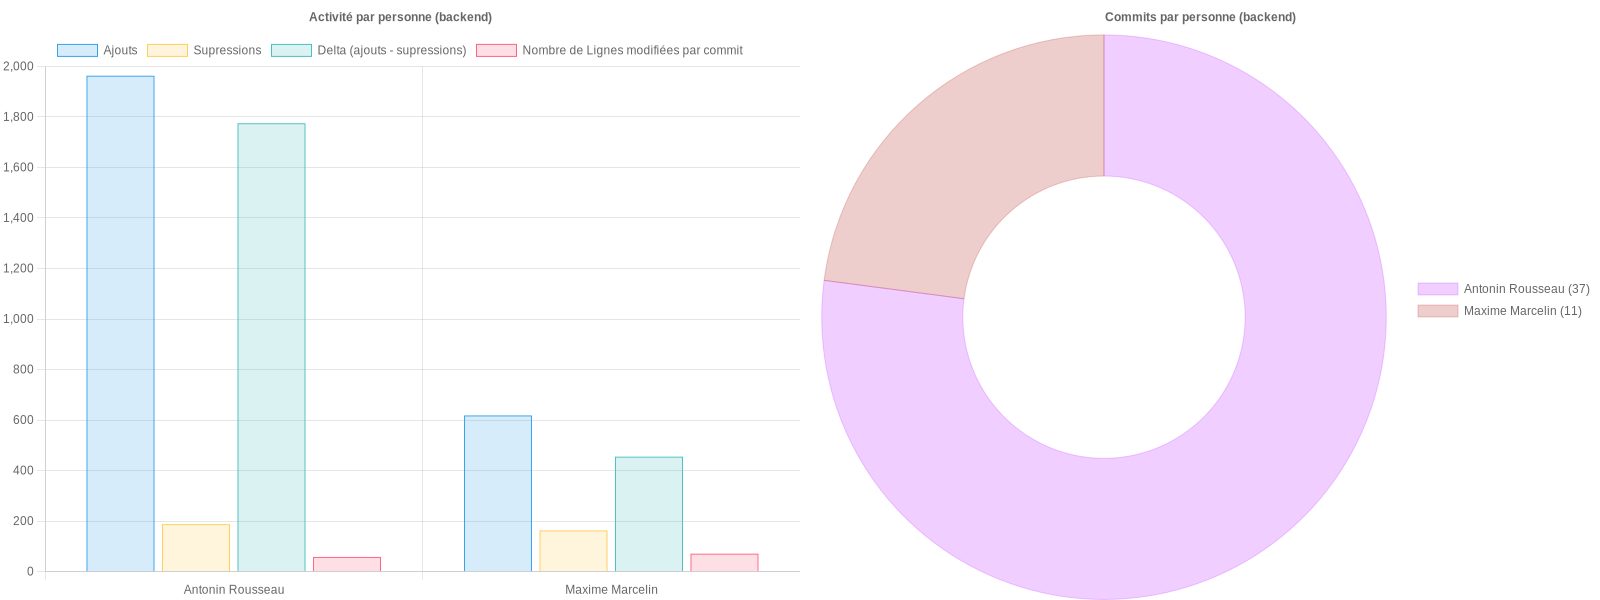 Activité par personne (backend)
Ajouts
Supressions
Delta (ajouts - supressions)
Nombre de Lignes modifiées par commit
2,000
1,800
1,600
1,400
1,200
1,000
800
600
400
200
0
Antonin Rousseau
Maxime Marcelin
Commits par personne (backend)
Antonin Rousseau (37)
Maxime Marcelin (11)